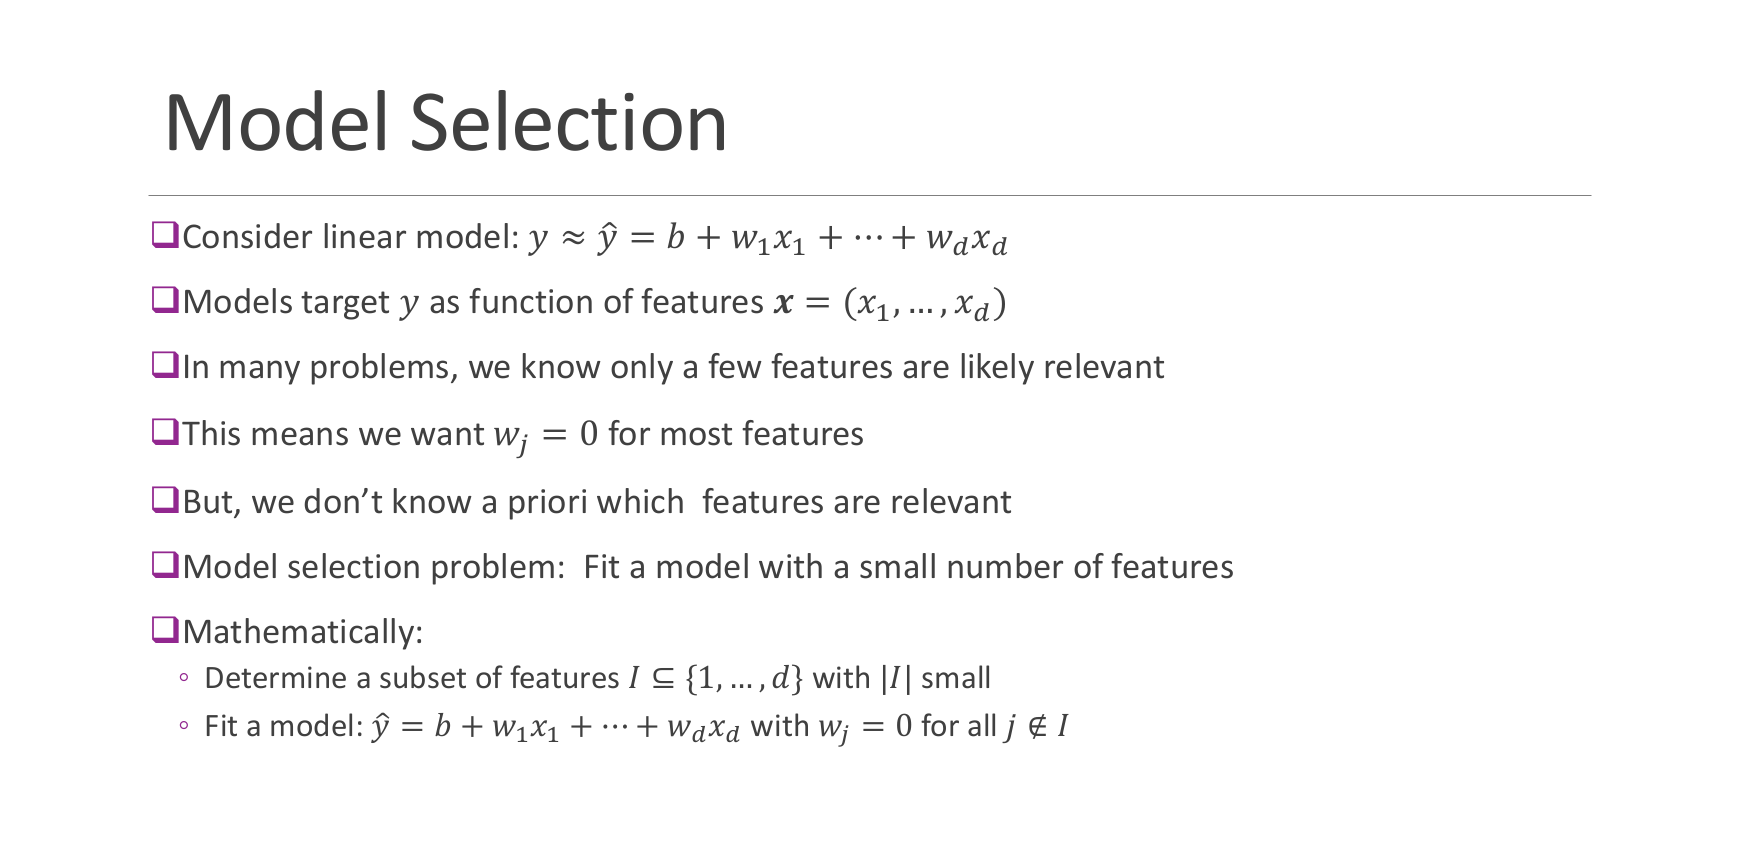 Model Selection
❑Consider linear model: y ≈ ŷ = b + w₁x₁ + ⋯ + w_d x_d
❑Models target y as function of features 𝒙 = (x₁, … , x_d)
❑In many problems, we know only a few features are likely relevant
❑This means we want w_j = 0 for most features
❑But, we don’t know a priori which  features are relevant
❑Model selection problem:  Fit a model with a small number of features
❑Mathematically:
◦ Determine a subset of features I ⊆ {1, … , d} with |I| small
◦ Fit a model: ŷ = b + w₁x₁ + ⋯ + w_d x_d with w_j = 0 for all j ∉ I